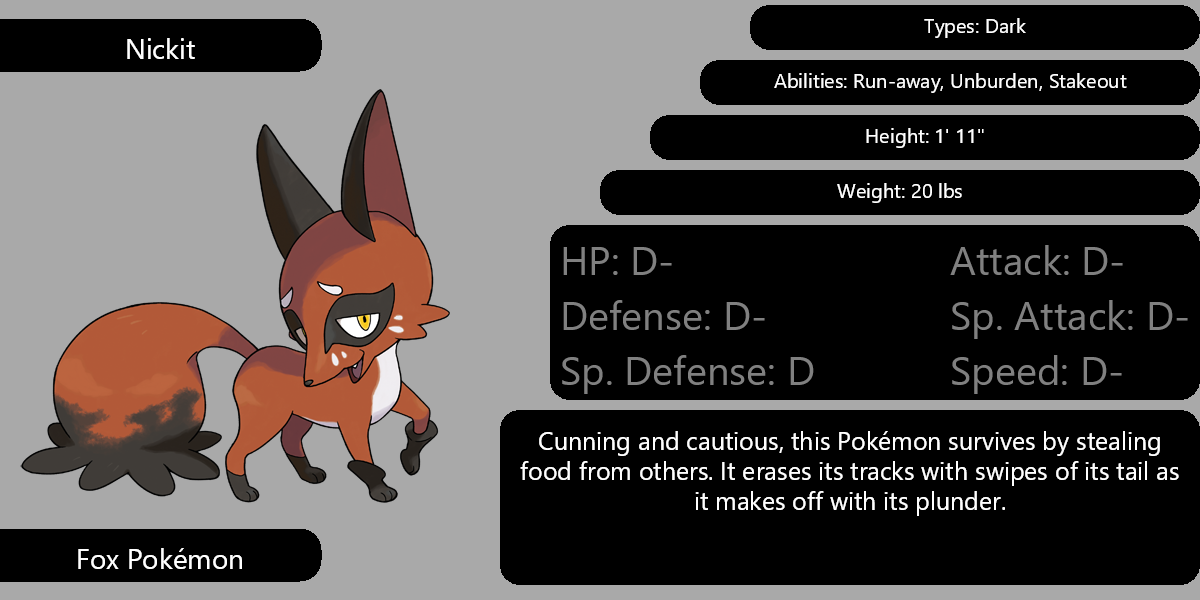 Nickit
Types: Dark
Abilities: Run-away, Unburden, Stakeout
Height: 1' 11"
Weight: 20 lbs
HP: D-
Attack: D-
Defense: D-
Sp. Attack: D-
Sp. Defense: D
Speed: D-
Cunning and cautious, this Pokémon survives by stealing
food from others. It erases its tracks with swipes of its tail as
it makes off with its plunder.
Fox Pokémon